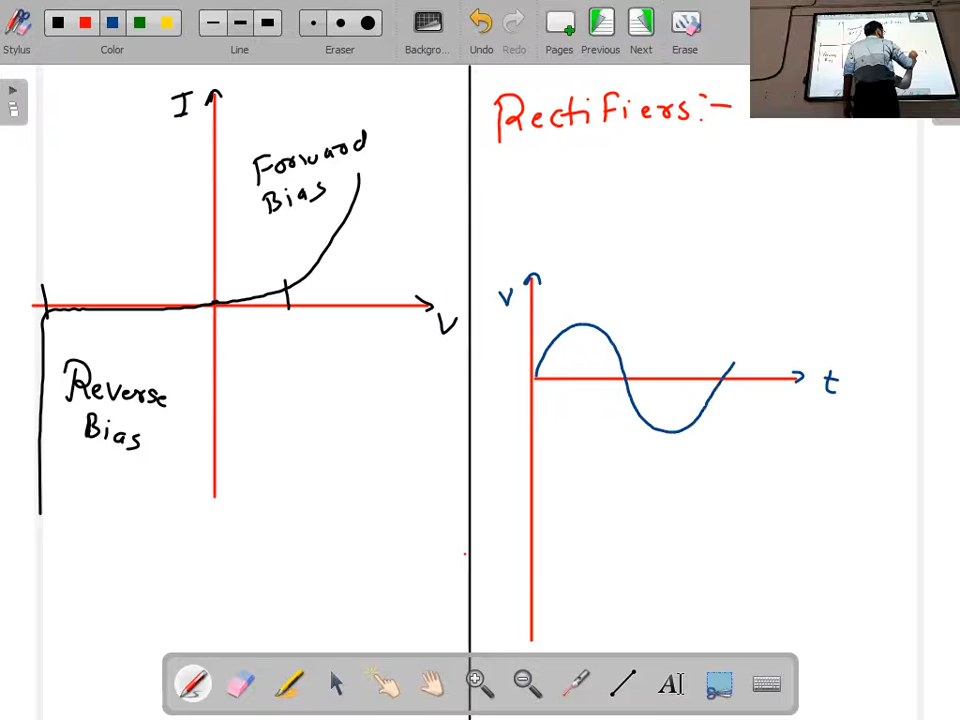 Stylus
Color
Line
Eraser
Backgro...
Undo
Redo
Pages
Previous
Next
Erase
I
Forward
Bias
V
Reverse
Bias
Rectifiers:-
V
t
A